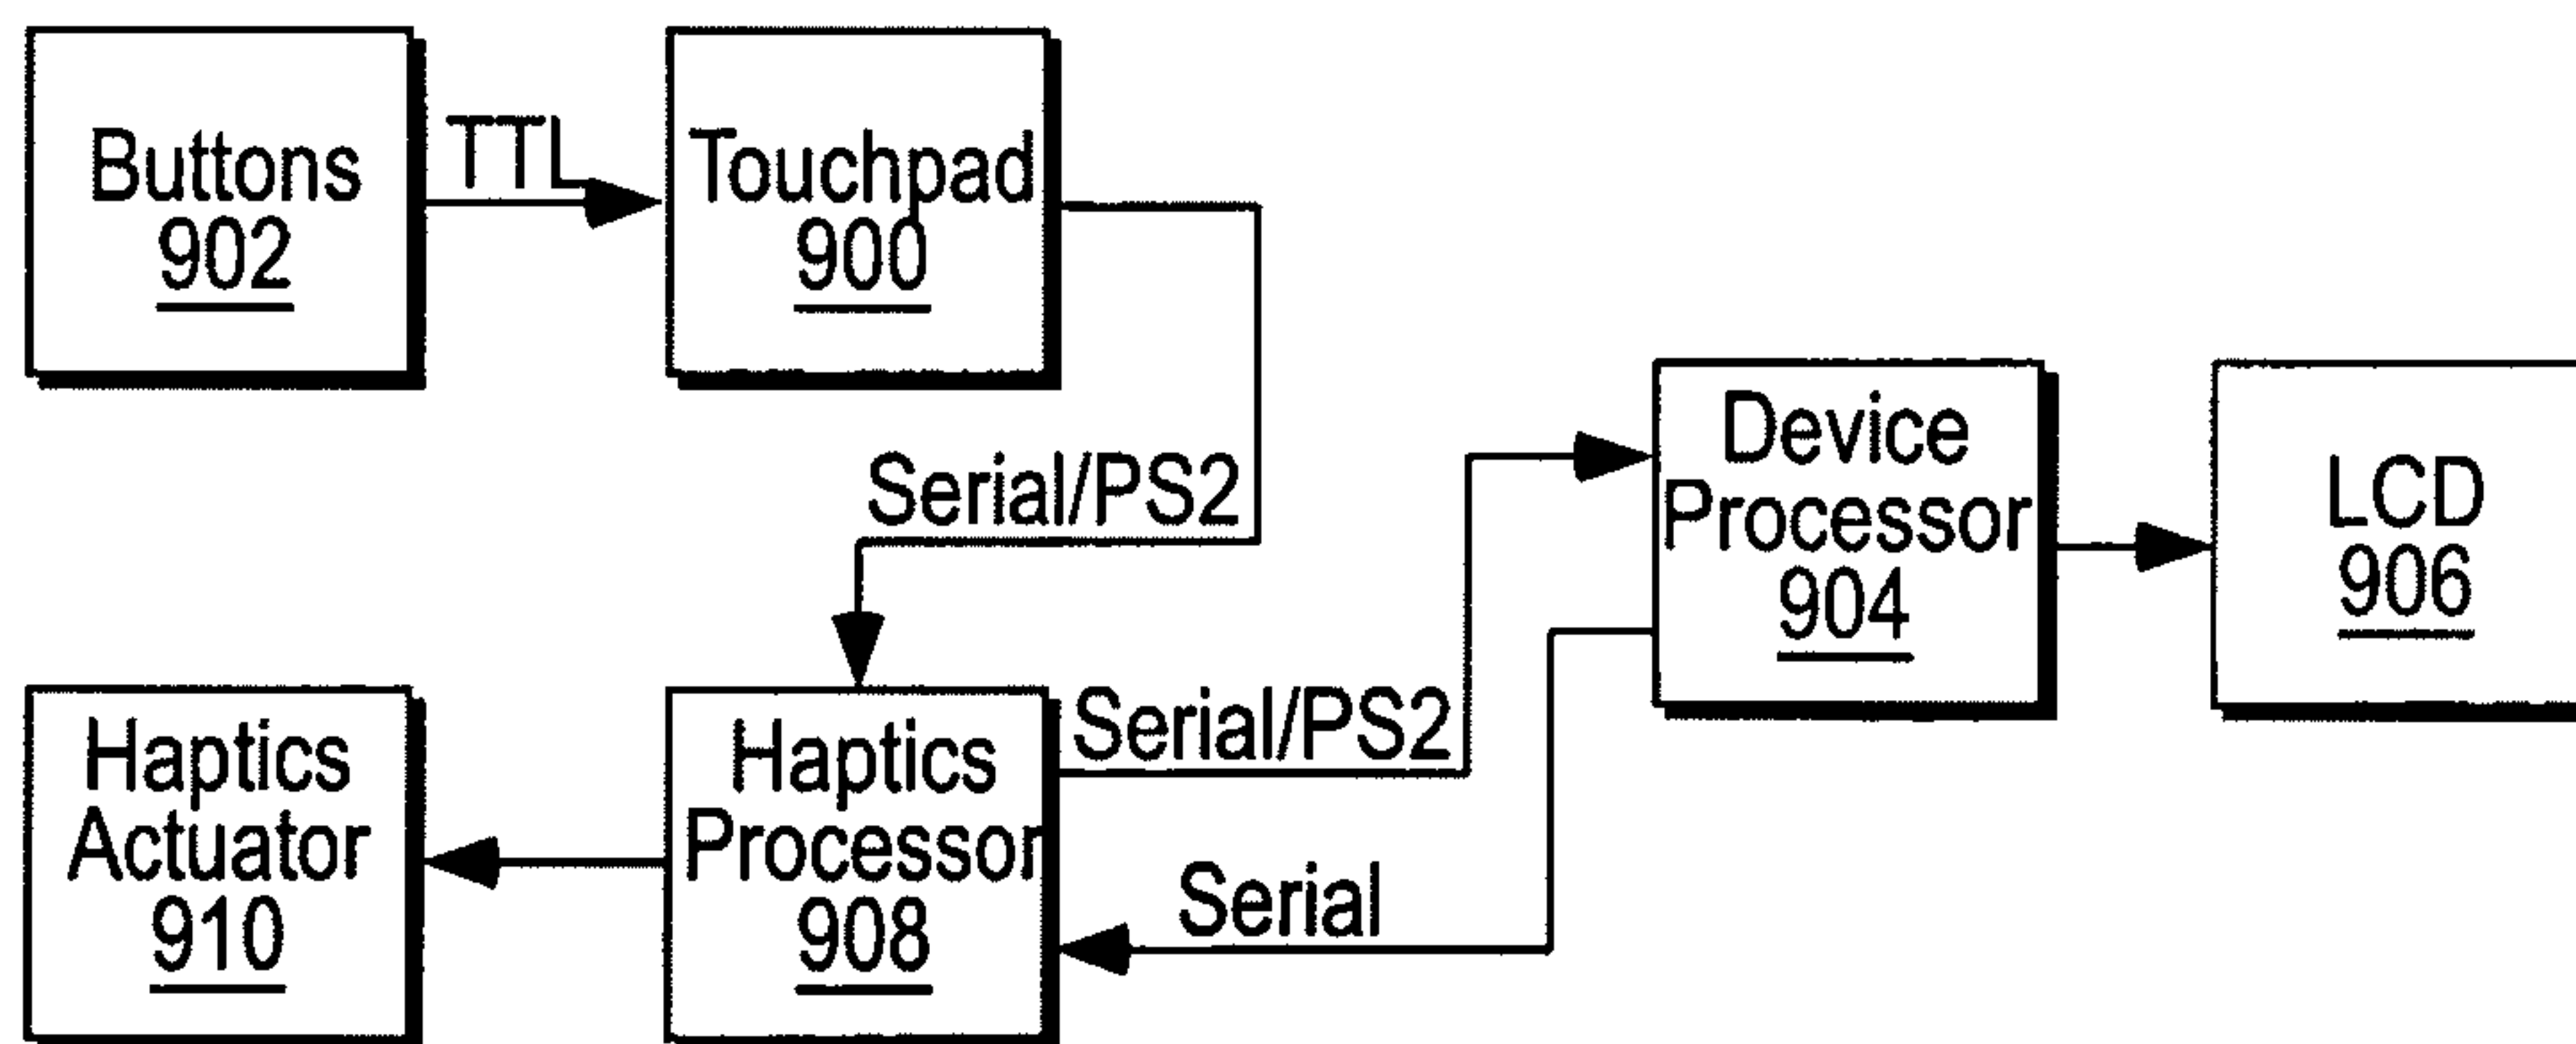 Buttons
902
TTL
Touchpad
900
Serial/PS2
Device
Processor
904
LCD
906
Haptics
Actuator
910
Haptics
Processor
908
Serial/PS2
Serial